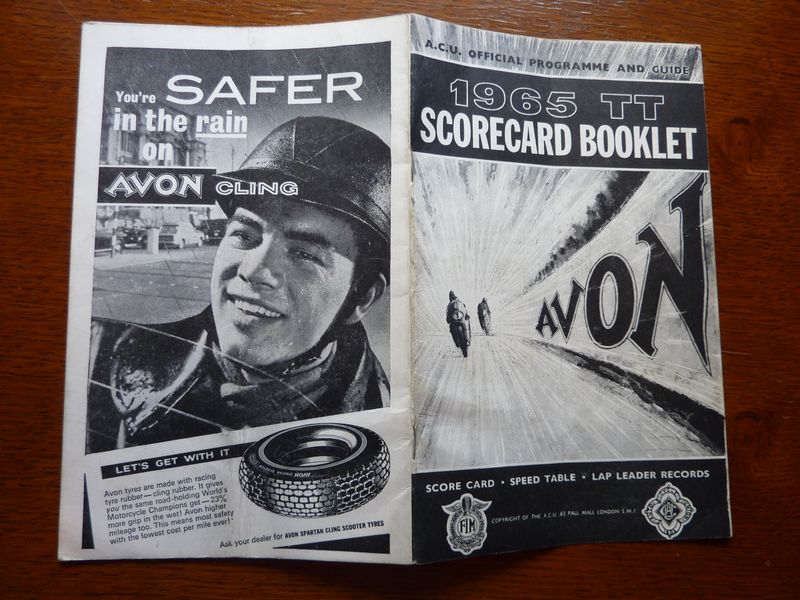 You're SAFER
in the rain
on
AVON CLING
LET'S GET WITH IT
Avon tyres are made with racing
tyre rubber — cling rubber. It gives
you the same road-holding World's
Motorcycle Champions get — 23%
more grip in the wet! Avon higher
mileage too. This means most safety
with the lowest cost per mile ever!
Ask your dealer for AVON SPARTAN CLING SCOOTER TYRES
A.C.U. OFFICIAL PROGRAMME AND GUIDE
1965 TT
SCORECARD BOOKLET
AVON
SCORE CARD · SPEED TABLE · LAP LEADER RECORDS
FIM
COPYRIGHT OF THE A.C.U. 83 PALL MALL LONDON S.W.1